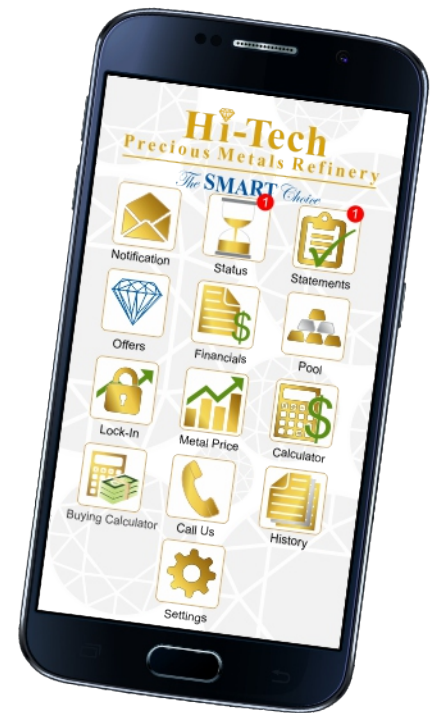 Hi-Tech
Precious Metals Refinery
The SMART Choice
1
1
Notification
Status
Statements
Offers
Financials
Pool
Lock-In
Metal Price
Calculator
Buying Calculator
Call Us
History
Settings